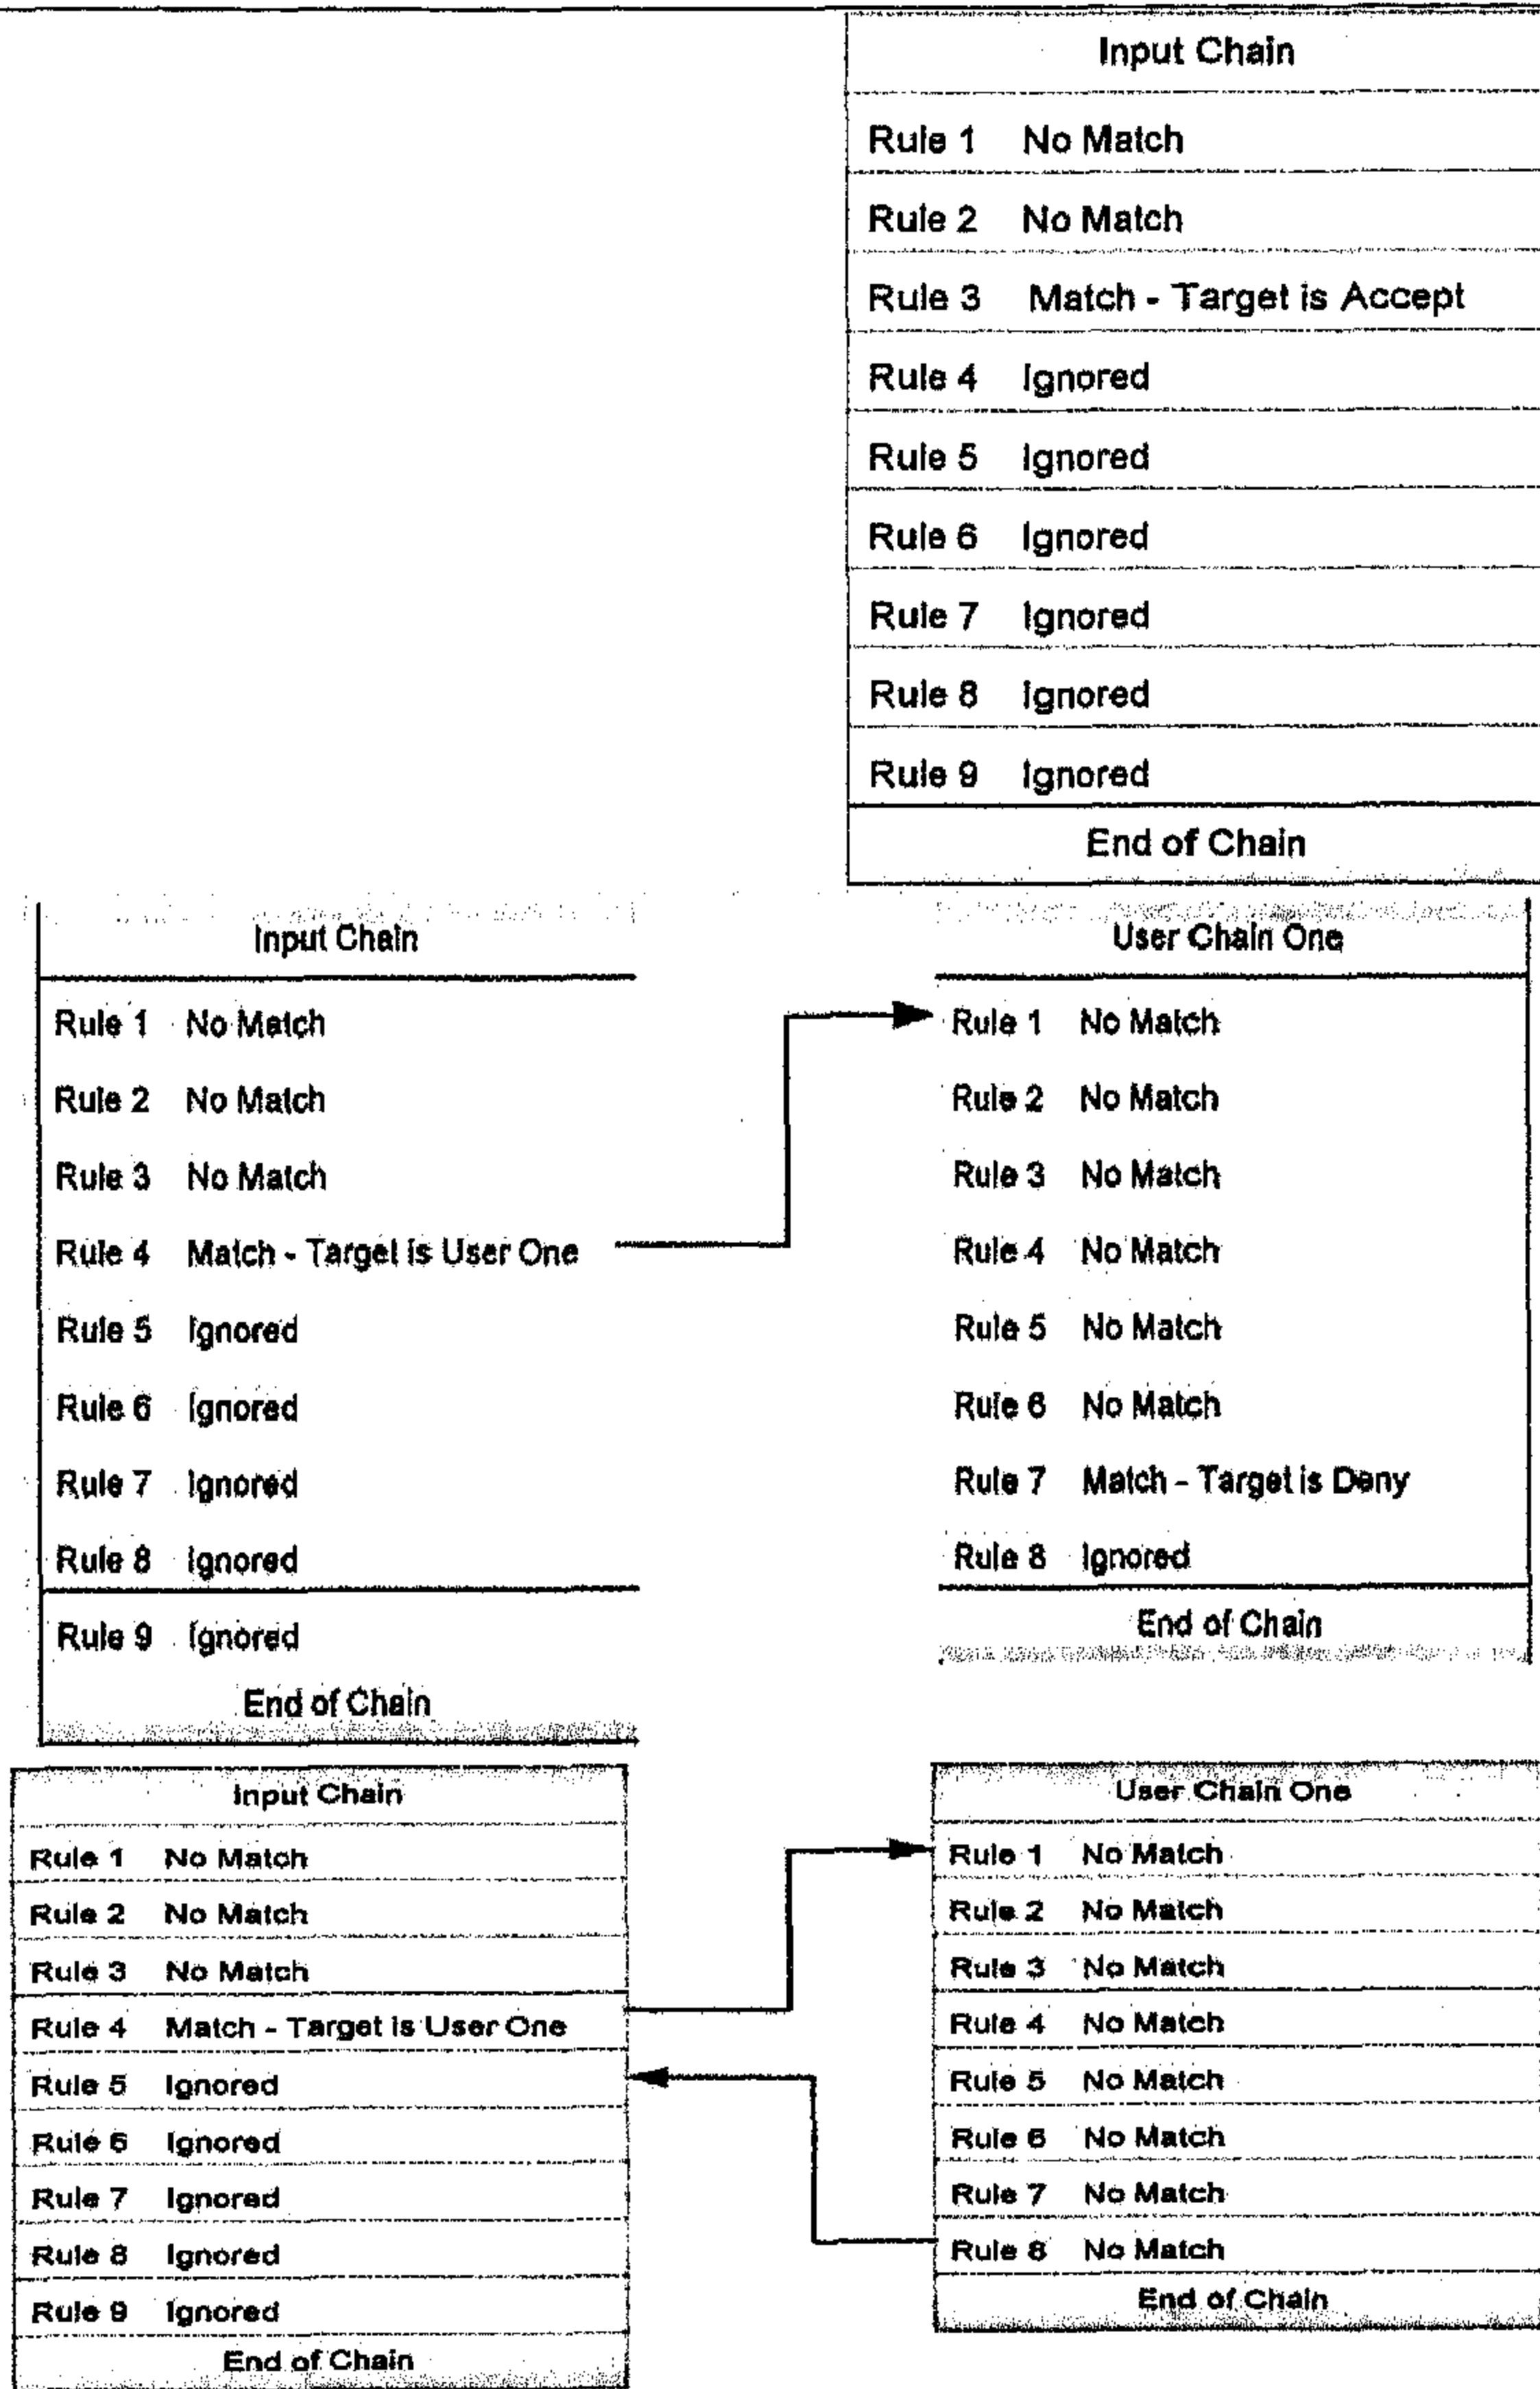 Input Chain
Rule 1 No Match
Rule 2 No Match
Rule 3 Match - Target is Accept
Rule 4 Ignored
Rule 5 Ignored
Rule 6 Ignored
Rule 7 Ignored
Rule 8 Ignored
Rule 9 Ignored
End of Chain
Input Chain
Rule 1 No Match
Rule 2 No Match
Rule 3 No Match
Rule 4 Match - Target is User One
Rule 5 Ignored
Rule 6 Ignored
Rule 7 Ignored
Rule 8 Ignored
Rule 9 Ignored
End of Chain
User Chain One
Rule 1 No Match
Rule 2 No Match
Rule 3 No Match
Rule 4 No Match
Rule 5 No Match
Rule 6 No Match
Rule 7 Match - Target is Deny
Rule 8 Ignored
End of Chain
Input Chain
Rule 1 No Match
Rule 2 No Match
Rule 3 No Match
Rule 4 Match - Target is User One
Rule 5 Ignored
Rule 6 Ignored
Rule 7 Ignored
Rule 8 Ignored
Rule 9 Ignored
End of Chain
User Chain One
Rule 1 No Match
Rule 2 No Match
Rule 3 No Match
Rule 4 No Match
Rule 5 No Match
Rule 6 No Match
Rule 7 No Match
Rule 8 No Match
End of Chain